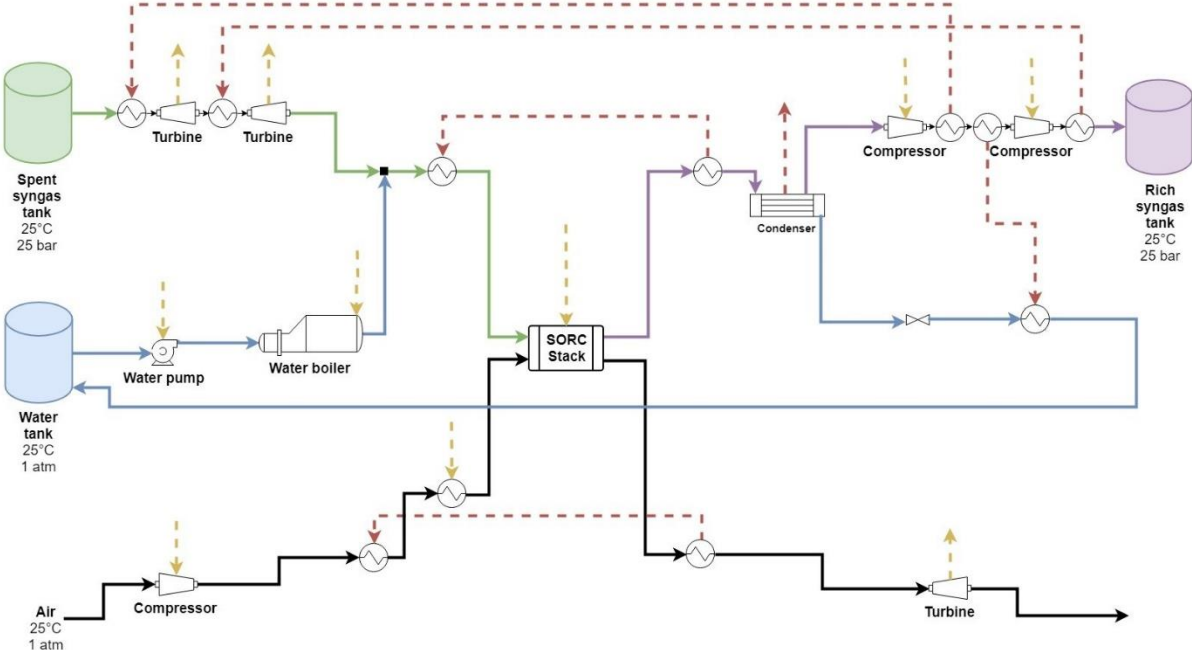 Turbine
Turbine
Spent
syngas
tank
25°C
25 bar
Compressor
Compressor
Rich
syngas
tank
25°C
25 bar
Condenser
SORC
Stack
Water pump
Water boiler
Water
tank
25°C
1 atm
Compressor
Turbine
Air
25°C
1 atm